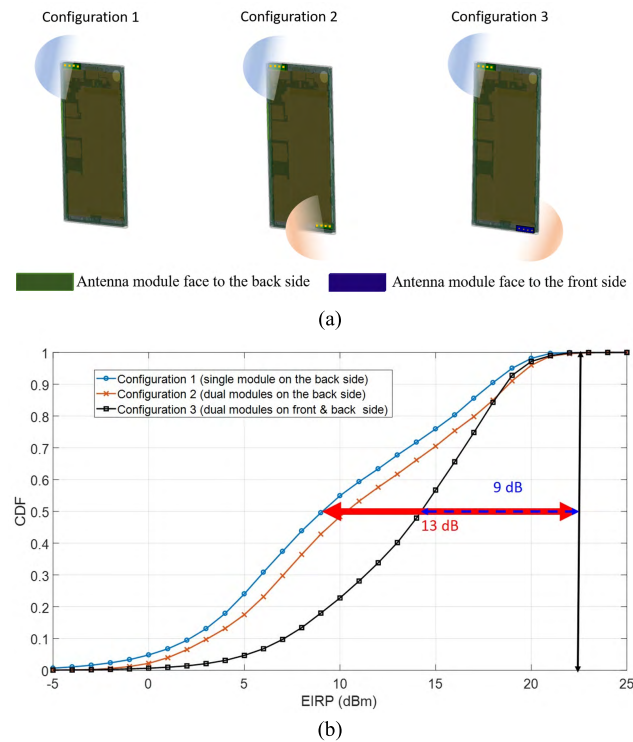 Configuration 1 Configuration 2 Configuration 3
Antenna module face to the back side Antenna module face to the front side
(a)
1
0.9
Configuration 1 (single module on the back side)
0.8
Configuration 2 (dual modules on the back side)
Configuration 3 (dual modules on front & back side)
0.7
0.6
9 dB
CDF
0.5
13 dB
0.4
0.3
0.2
0.1
0
-5 0 5 10 15 20 25
EIRP (dBm)
(b)